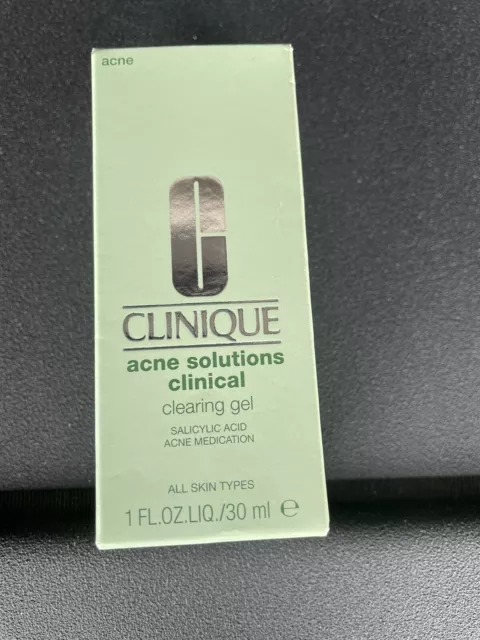 acne
CLINIQUE
acne solutions
clinical
clearing gel
SALICYLIC ACID
ACNE MEDICATION
ALL SKIN TYPES
1 FL.OZ.LIQ./30 ml ℮